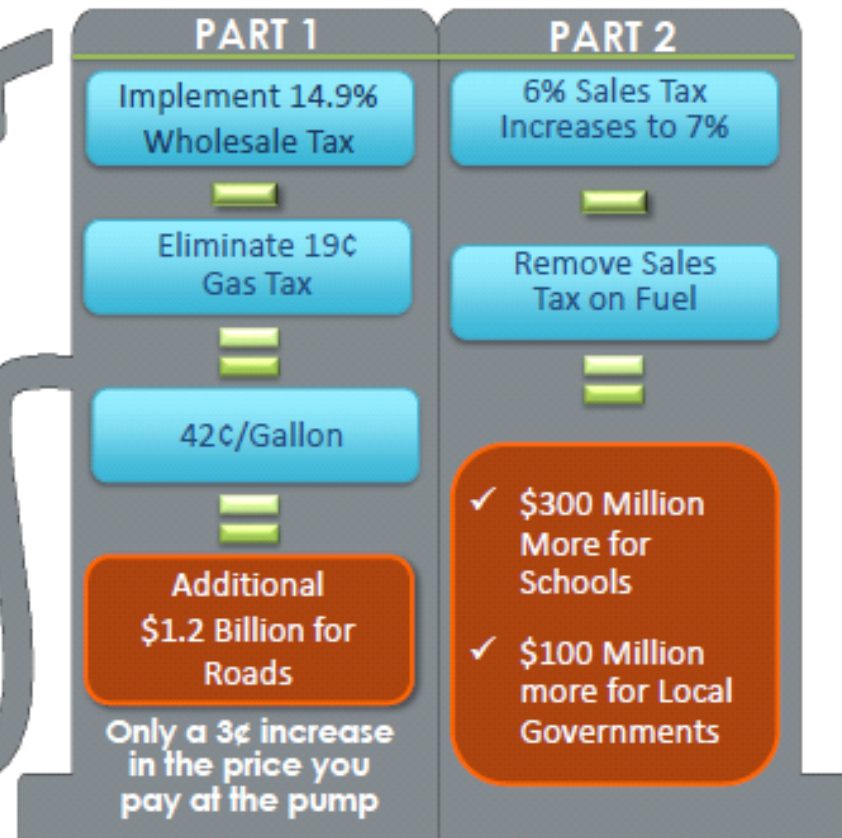 PART 1
Implement 14.9%
Wholesale Tax
Eliminate 19¢
Gas Tax
42¢/Gallon
Additional
$1.2 Billion for
Roads
Only a 3¢ increase
in the price you
pay at the pump
PART 2
6% Sales Tax
Increases to 7%
Remove Sales
Tax on Fuel
✓ $300 Million
More for
Schools
✓ $100 Million
more for Local
Governments